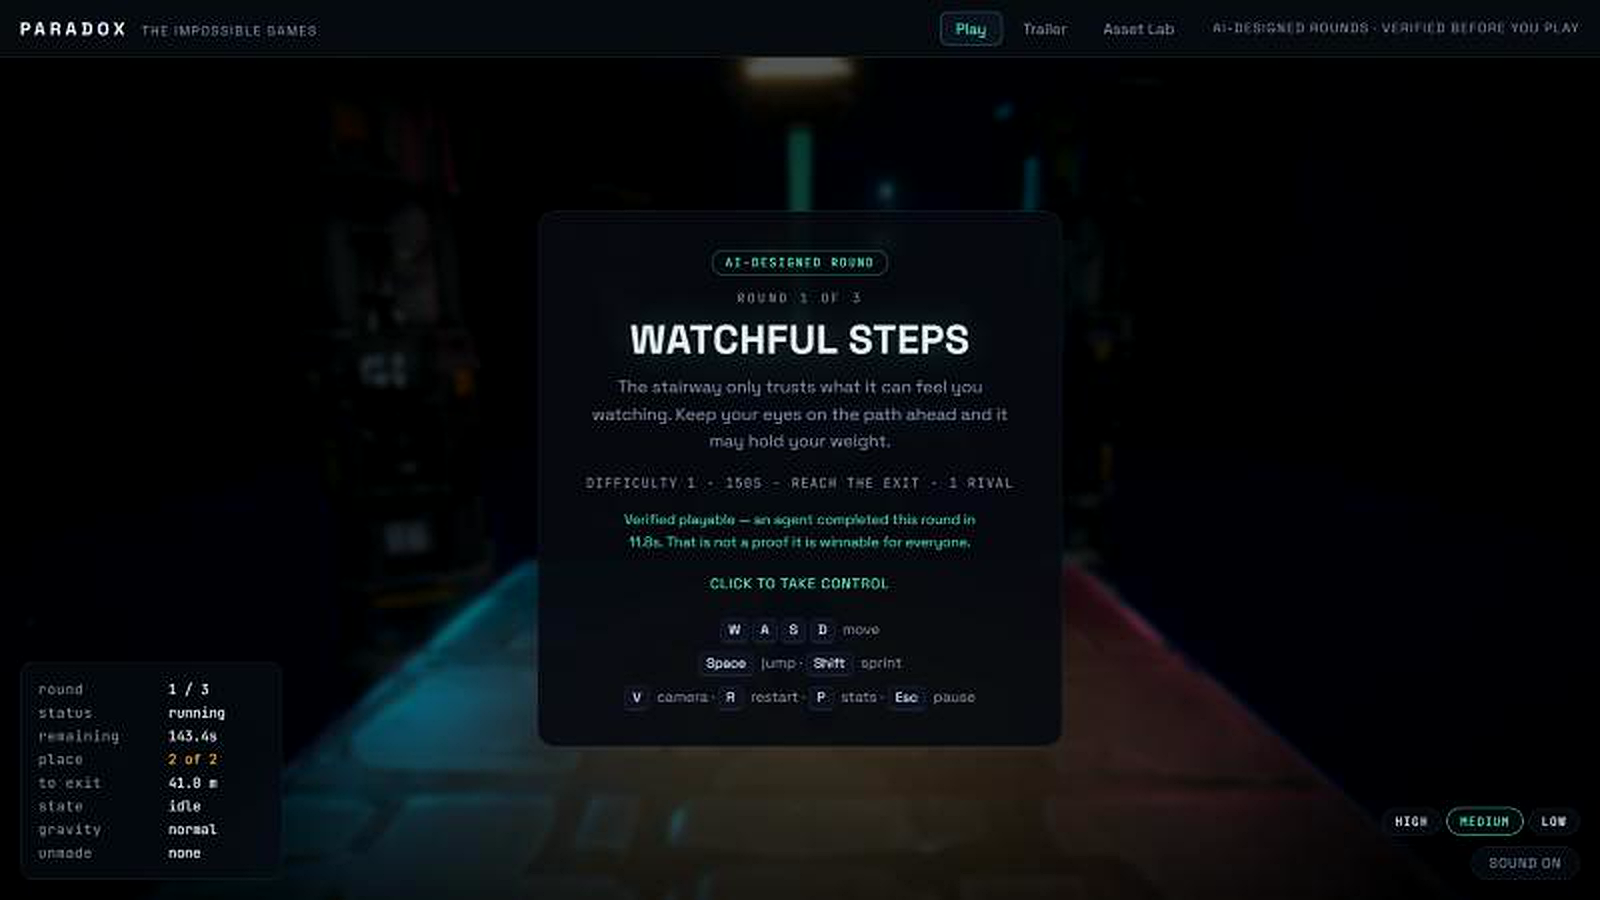 PARADOX THE IMPOSSIBLE GAMES
Play Trailer Asset Lab AI-DESIGNED ROUNDS · VERIFIED BEFORE YOU PLAY
AI-DESIGNED ROUND
ROUND 1 OF 3
WATCHFUL STEPS
The stairway only trusts what it can feel you
watching. Keep your eyes on the path ahead and it
may hold your weight.
DIFFICULTY 1 · 150S · REACH THE EXIT · 1 RIVAL
Verified playable — an agent completed this round in
11.8s. That is not a proof it is winnable for everyone.
CLICK TO TAKE CONTROL
W A S D move
Space jump · Shift sprint
V camera · R restart · P stats · Esc pause
round 1 / 3
status running
remaining 143.4s
place 2 of 2
to exit 41.0 m
state idle
gravity normal
unmade none
HIGH MEDIUM LOW
SOUND ON